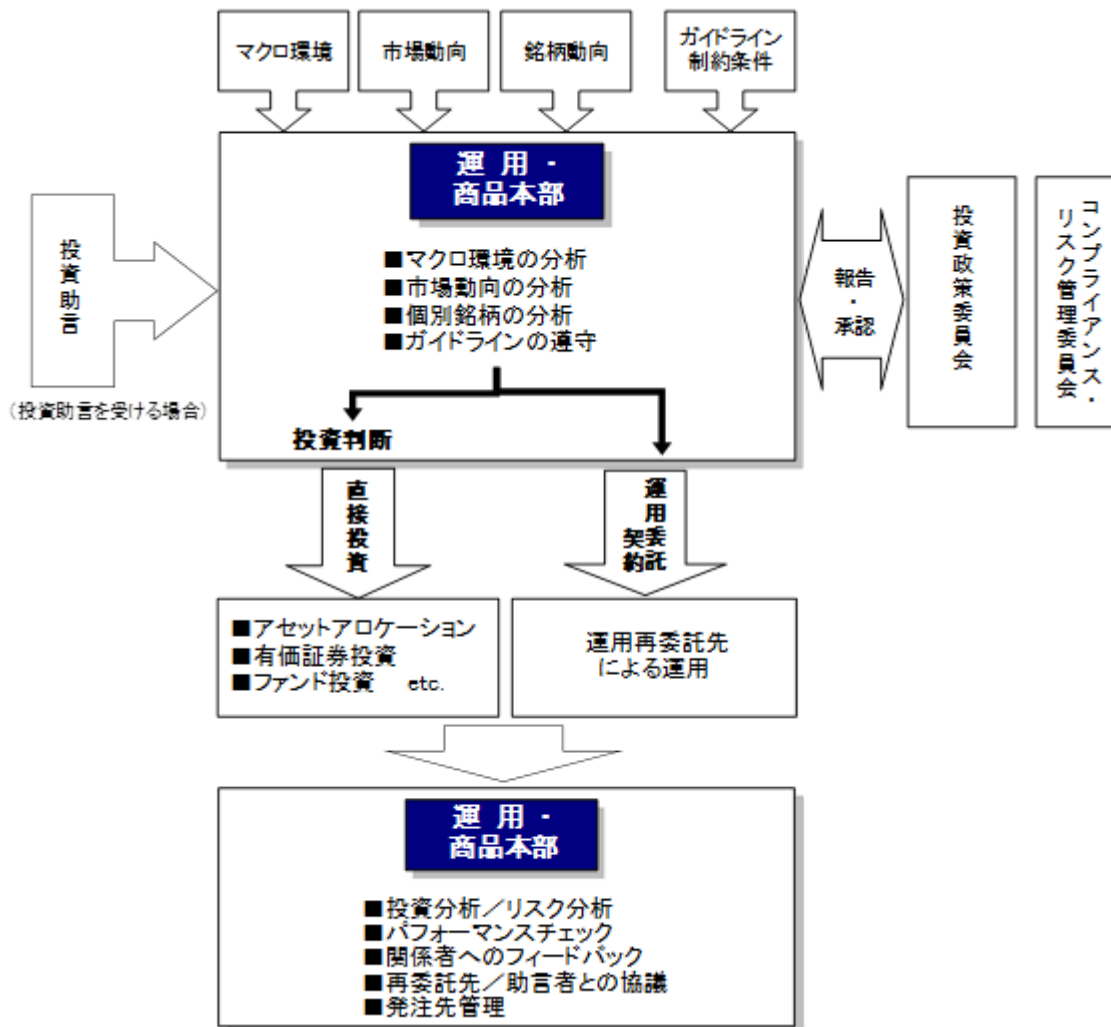 マクロ環境
市場動向
銘柄動向
ガイドライン
制約条件
運 用 -
商品本部
投資助言
(投資助言を受ける場合)
■マクロ環境の分析
■市場動向の分析
■個別銘柄の分析
■ガイドラインの遵守
報告
・
承認
投資政策委員会
コンプライアンス・
リスク管理委員会
投資判断
直接投資
運用委託
契約
■アセットアロケーション
■有価証券投資
■ファンド投資 etc.
運用再委託先
による運用
運 用 -
商品本部
■投資分析／リスク分析
■パフォーマンスチェック
■関係者へのフィードバック
■再委託先／助言者との協議
■発注先管理